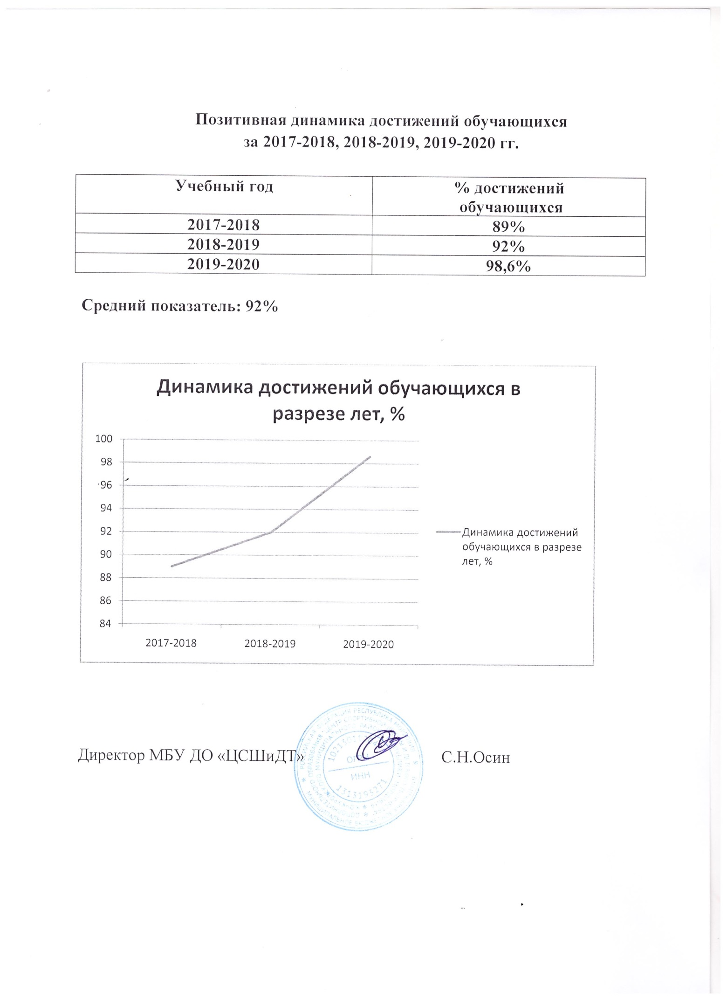 Позитивная динамика достижений обучающихся
за 2017-2018, 2018-2019, 2019-2020 гг.
Учебный год % достижений
обучающихся
2017-2018 89%
2018-2019 92%
2019-2020 98,6%
Средний показатель: 92%
Динамика достижений обучающихся в
разрезе лет, %
100
98
96
94
92
90
88
86
84
2017-2018 2018-2019 2019-2020
Динамика достижений
обучающихся в разрезе
лет, %
Директор МБУ ДО «ЦСШиДТ» С.Н.Осин
ИНН
1313193271